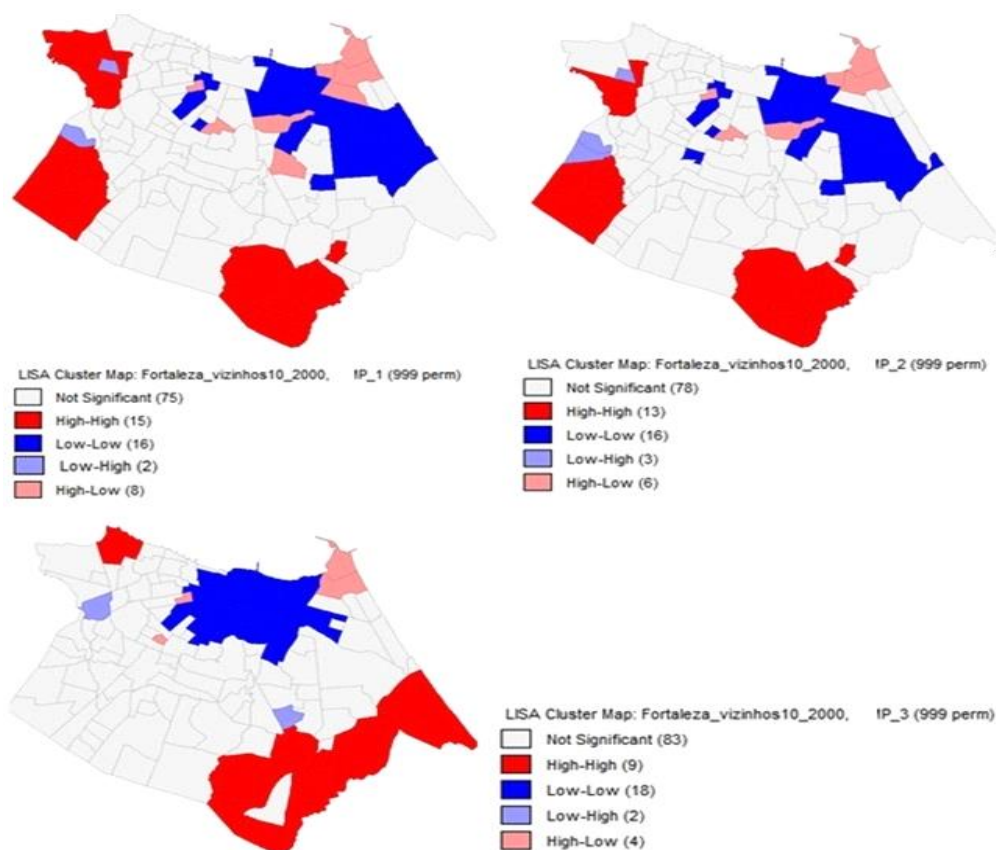 LISA Cluster Map: Fortaleza_vizinhos10_2000, IP_1 (999 perm)
Not Significant (75)
High-High (15)
Low-Low (16)
Low-High (2)
High-Low (8)
LISA Cluster Map: Fortaleza_vizinhos10_2000, IP_2 (999 perm)
Not Significant (78)
High-High (13)
Low-Low (16)
Low-High (3)
High-Low (6)
LISA Cluster Map: Fortaleza_vizinhos10_2000, IP_3 (999 perm)
Not Significant (83)
High-High (9)
Low-Low (18)
Low-High (2)
High-Low (4)